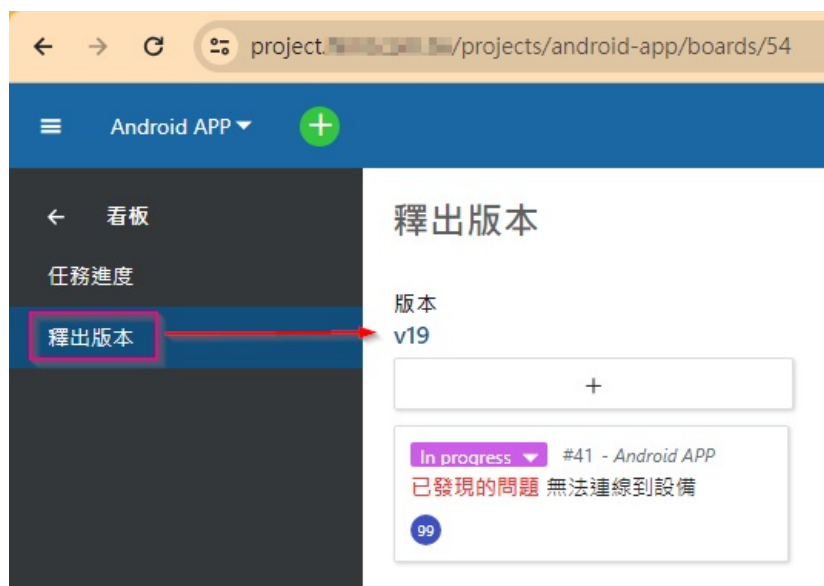 project. /projects/android-app/boards/54
Android APP
看板
任務進度
釋出版本
釋出版本
版本
v19
+
In progress #41 - Android APP
已發現的問題 無法連線到設備
99